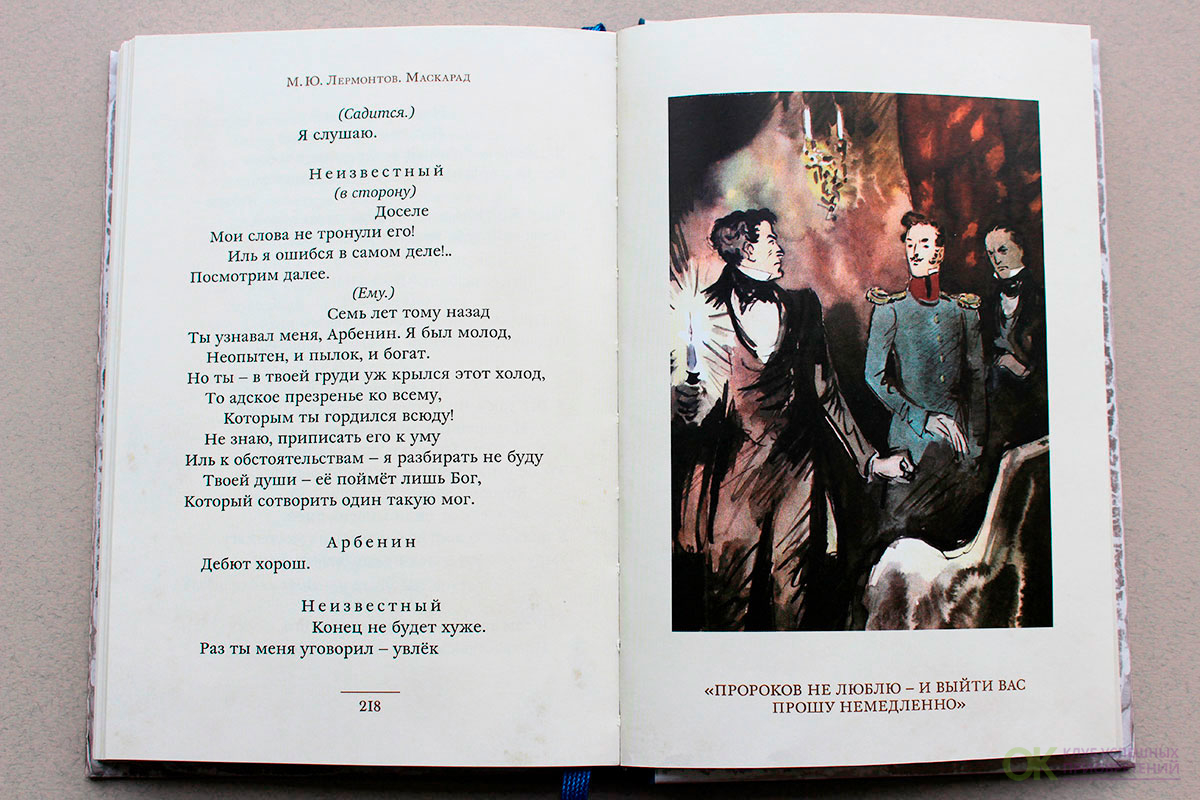 М. Ю. Лермонтов. Маскарад
(Садится.)
Я слушаю.
Неизвестный
(в сторону)
Доселе
Мои слова не тронули его!
Иль я ошибся в самом деле!..
Посмотрим далее.
(Ему.)
Семь лет тому назад
Ты узнавал меня, Арбенин. Я был молод,
Неопытен, и пылок, и богат.
Но ты – в твоей груди уж крылся этот холод,
То адское презренье ко всему,
Которым ты гордился всюду!
Не знаю, приписать его к уму
Иль к обстоятельствам – я разбирать не буду
Твоей души – её поймёт лишь Бог,
Который сотворить один такую мог.
Арбенин
Дебют хорош.
Неизвестный
Конец не будет хуже.
Раз ты меня уговорил – увлёк
218
«ПРОРОКОВ НЕ ЛЮБЛЮ – И ВЫЙТИ ВАС
ПРОШУ НЕМЕДЛЕННО»
ОК
КЛУБ УСПЕШНЫХ